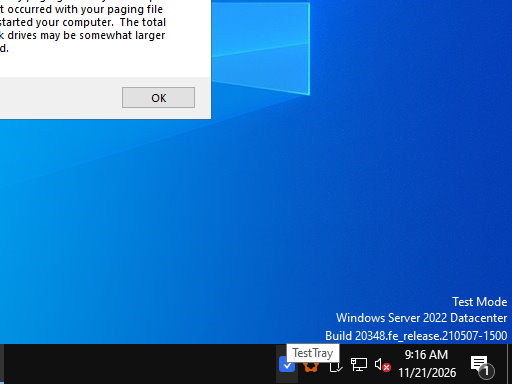 t occurred with your paging file
started your computer. The total
k drives may be somewhat larger
d.
OK
Test Mode
Windows Server 2022 Datacenter
Build 20348.fe_release.210507-1500
TestTray
9:16 AM
11/21/2026
1